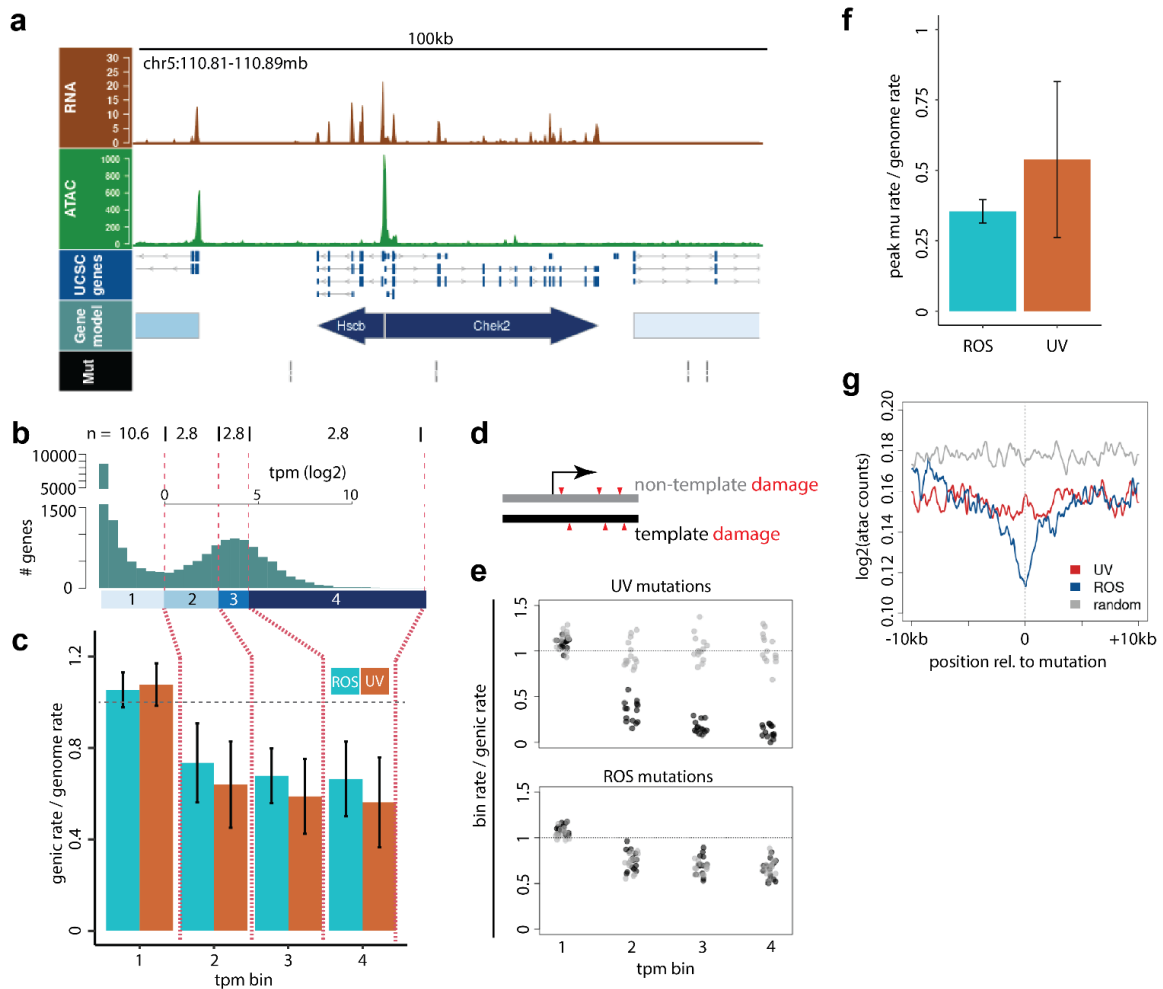 a
100kb
chr5:110.81-110.89mb
RNA
30
25
20
15
10
5
0
ATAC
1000
800
600
400
200
0
UCSC genes
Gene model
Hscb
Chek2
Mut
b
n = 10.6 2.8 2.8 2.8
10000
5000
1500
0
# genes
tpm (log2)
0 5 10
1 2 3 4
c
genic rate / genome rate
1.2
0.8
0.4
0
ROS UV
1 2 3 4
tpm bin
d
non-template damage
template damage
e
UV mutations
bin rate / genic rate
1.5
1
0.5
0
ROS mutations
1.5
1
0.5
0
1 2 3 4
tpm bin
f
peak mu rate / genome rate
1
0.75
0.5
0.25
0
ROS UV
g
log2(atac counts)
0.20
0.18
0.16
0.14
0.12
0.10
UV
ROS
random
-10kb 0 +10kb
position rel. to mutation